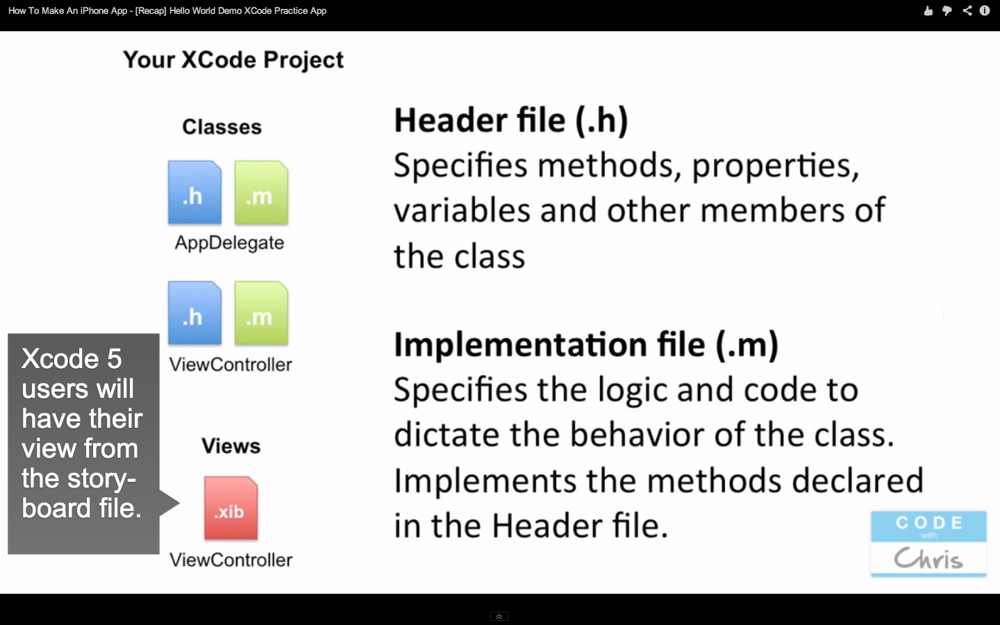 How To Make An iPhone App - [Recap] Hello World Demo XCode Practice App
Your XCode Project
Classes
.h
.m
AppDelegate
.h
.m
ViewController
Xcode 5
users will
have their
view from
the story-
board file.
Views
.xib
ViewController
Header file (.h)
Specifies methods, properties,
variables and other members of
the class
Implementation file (.m)
Specifies the logic and code to
dictate the behavior of the class.
Implements the methods declared
in the Header file.
CODE
with
Chris